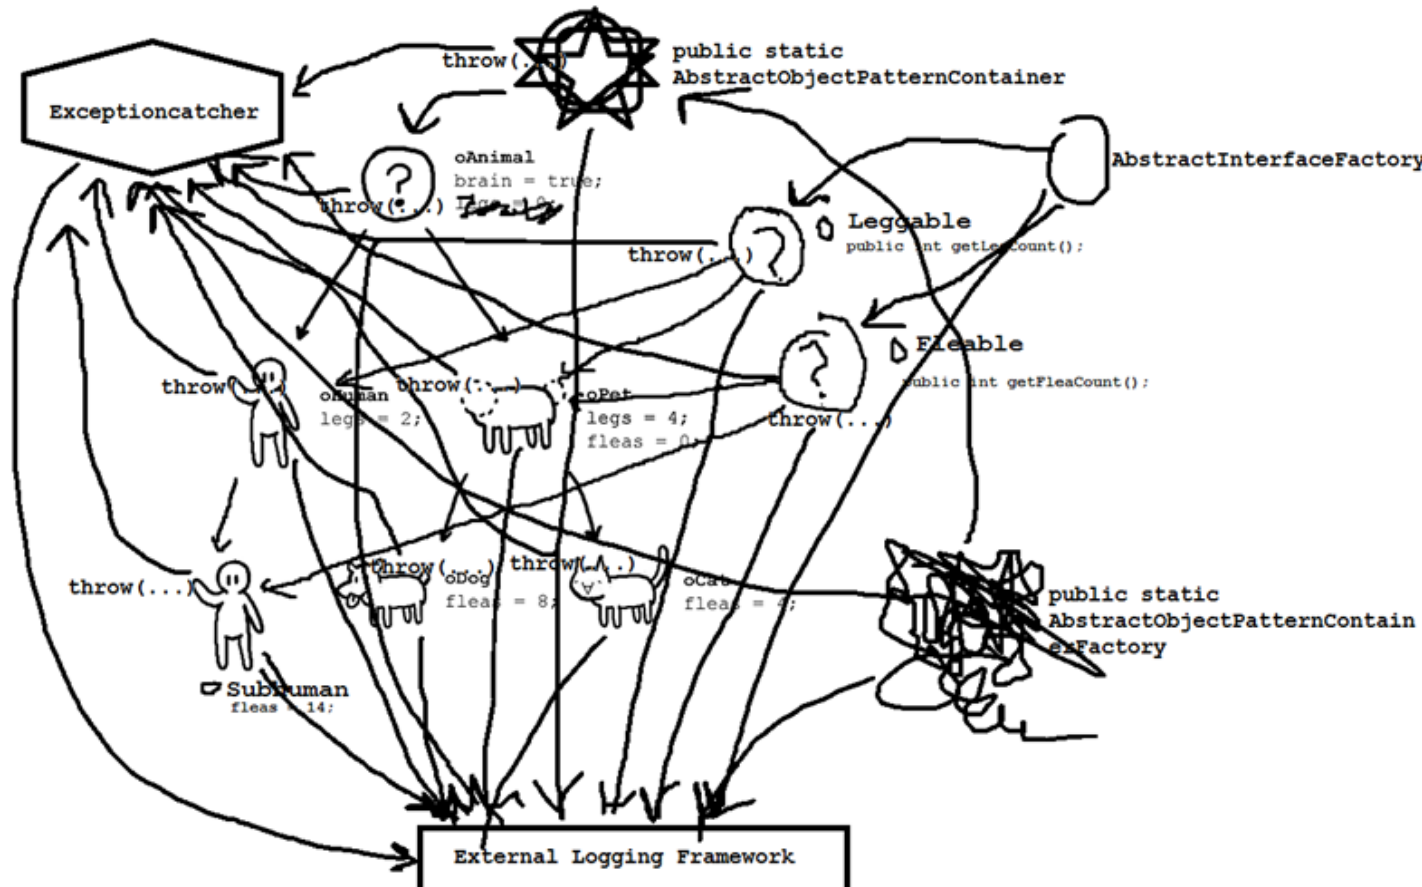 public static
AbstractObjectPatternContainer
throw(...)
Exceptioncatcher
?
oAnimal
brain = true;
throw(...)
AbstractInterfaceFactory
Leggable
public int getLegCount();
throw(...)
?
Fleable
public int getFleaCount();
throw(...)
?
throw
oHuman
legs = 2;
throw(...)
oPet
legs = 4;
fleas = 0;
throw(...)
throw(...)
oDog
fleas = 8;
throw(...)
oCat
fleas = 4;
public static
AbstractObjectPatternContain
erFactory
Subhuman
fleas = 14;
External Logging Framework